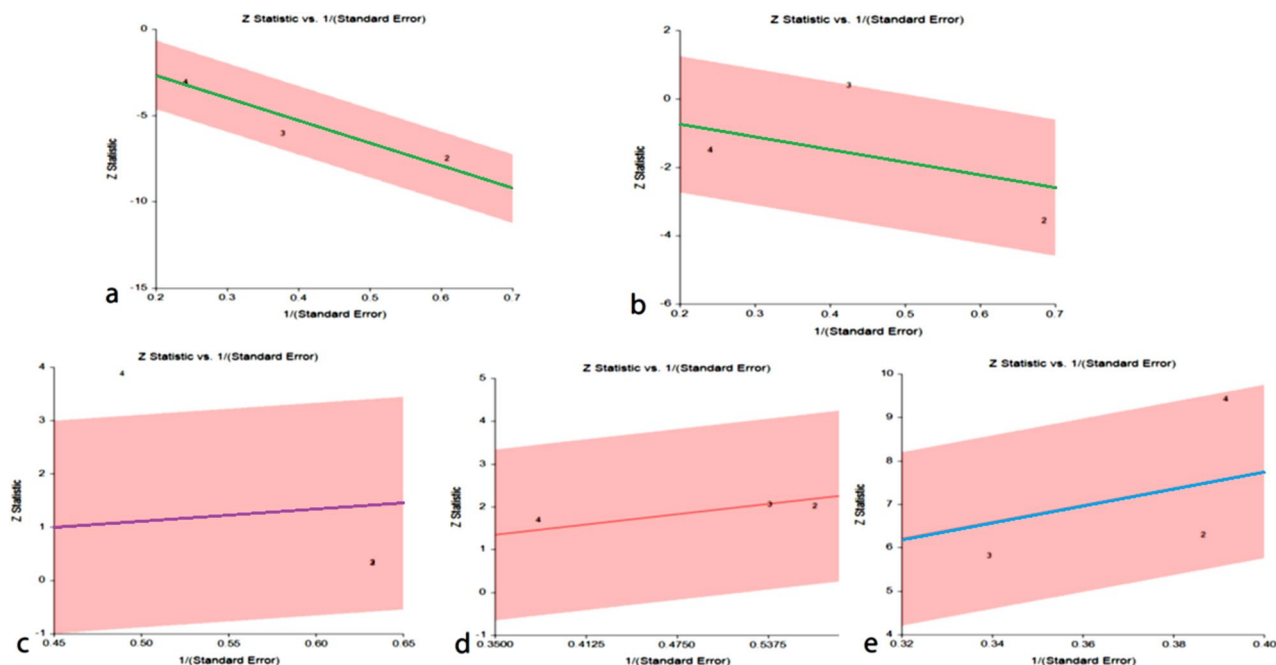 Z Statistic vs. 1/(Standard Error)
Z Statistic
0
-5
-10
-15
4
3
2
0.2 0.3 0.4 0.5 0.6 0.7
1/(Standard Error)
a
Z Statistic vs. 1/(Standard Error)
Z Statistic
2
0
-2
-4
-6
3
4
2
0.2 0.3 0.4 0.5 0.6 0.7
1/(Standard Error)
b
Z Statistic vs. 1/(Standard Error)
Z Statistic
4
3
2
1
0
-1
4
0.45 0.50 0.55 0.60 0.65
1/(Standard Error)
c
Z Statistic vs. 1/(Standard Error)
Z Statistic
5
4
3
2
1
0
-1
4
3
2
0.3500 0.4125 0.4750 0.5375
1/(Standard Error)
d
Z Statistic vs. 1/(Standard Error)
Z Statistic
10
9
8
7
6
5
4
4
2
3
0.32 0.34 0.36 0.38 0.40
1/(Standard Error)
e